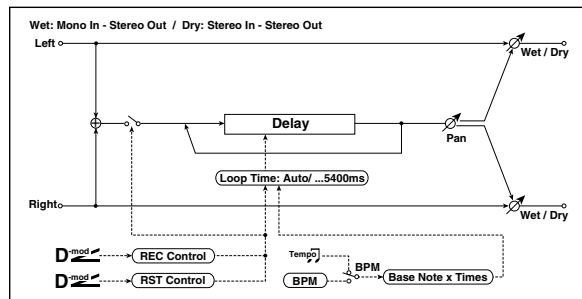 Wet: Mono In - Stereo Out / Dry: Stereo In - Stereo Out
Left
Wet / Dry
Delay
Pan
Loop Time: Auto/ ...5400ms
Right
Wet / Dry
D-mod
REC Control
Tempo
BPM
D-mod
RST Control
BPM
Base Note x Times